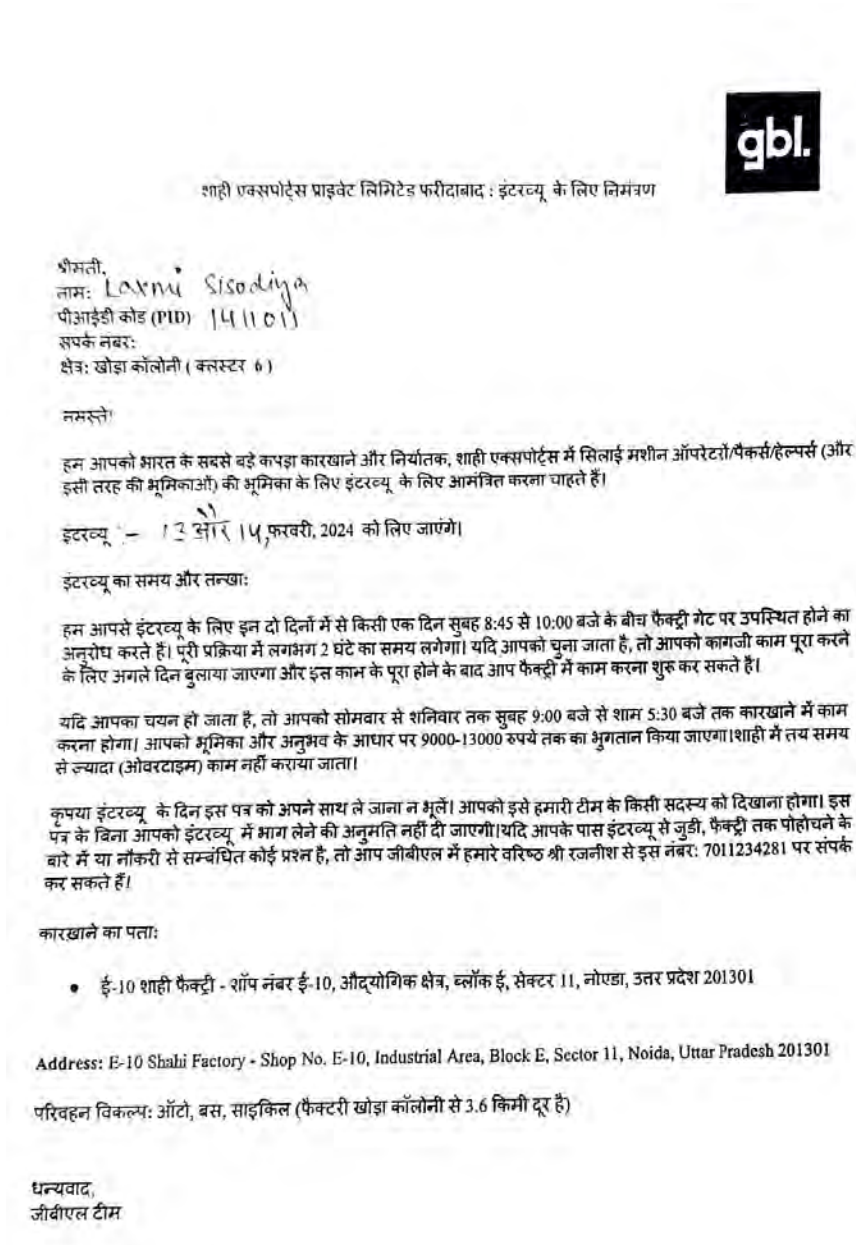 gbl.
शाही एक्सपोर्ट्स प्राइवेट लिमिटेड फरीदाबाद : इंटरव्यू के लिए निमंत्रण
श्रीमती,
नाम: Laxmi Sisodiya
पीआईडी कोड (PID) 1411011
सपर्क नंबर:
क्षेत्र: खोड़ा कॉलोनी ( क्लस्टर 6 )
नमस्ते!
हम आपको भारत के सबसे बड़े कपड़ा कारखाने और निर्यातक, शाही एक्सपोर्ट्स में सिलाई मशीन ऑपरेटरों/पैकर्स/हेल्पर्स (और
इसी तरह की भूमिकाओं) की भूमिका के लिए इंटरव्यू के लिए आमंत्रित करना चाहते हैं।
इंटरव्यू :- 13 और 14, फरवरी, 2024 को लिए जाएंगे।
इंटरव्यू का समय और तन्खा:
हम आपसे इंटरव्यू के लिए इन दो दिनों में से किसी एक दिन सुबह 8:45 से 10:00 बजे के बीच फैक्ट्री गेट पर उपस्थित होने का
अनुरोध करते हैं। पूरी प्रक्रिया में लगभग 2 घंटे का समय लगेगा। यदि आपको चुना जाता है, तो आपको कागजी काम पूरा करने
के लिए अगले दिन बुलाया जाएगा और इस काम के पूरा होने के बाद आप फैक्ट्री में काम करना शुरू कर सकते है।
यदि आपका चयन हो जाता है, तो आपको सोमवार से शनिवार तक सुबह 9:00 बजे से शाम 5:30 बजे तक कारखाने में काम
करना होगा। आपको भूमिका और अनुभव के आधार पर 9000-13000 रुपये तक का भुगतान किया जाएगा।शाही में तय समय
से ज्यादा (ओवरटाइम) काम नहीं कराया जाता।
कृपया इंटरव्यू के दिन इस पत्र को अपने साथ ले जाना न भूलें। आपको इसे हमारी टीम के किसी सदस्य को दिखाना होगा। इस
पत्र के बिना आपको इंटरव्यू में भाग लेने की अनुमति नहीं दी जाएगी।यदि आपके पास इंटरव्यू से जुडी, फैक्ट्री तक पोहोचने के
बारे में या नौकरी से सम्बंधित कोई प्रश्न है, तो आप जीबीएल में हमारे वरिष्ठ श्री रजनीश से इस नंबर: 7011234281 पर संपर्क
कर सकते हैं।
कारखाने का पता:
• ई-10 शाही फैक्ट्री - शॉप नंबर ई-10, औद्योगिक क्षेत्र, ब्लॉक ई, सेक्टर 11, नोएडा, उत्तर प्रदेश 201301
Address: E-10 Shahi Factory - Shop No. E-10, Industrial Area, Block E, Sector 11, Noida, Uttar Pradesh 201301
परिवहन विकल्प: ऑटो, बस, साइकिल (फैक्टरी खोड़ा कॉलोनी से 3.6 किमी दूर है)
धन्यवाद,
जीबीएल टीम